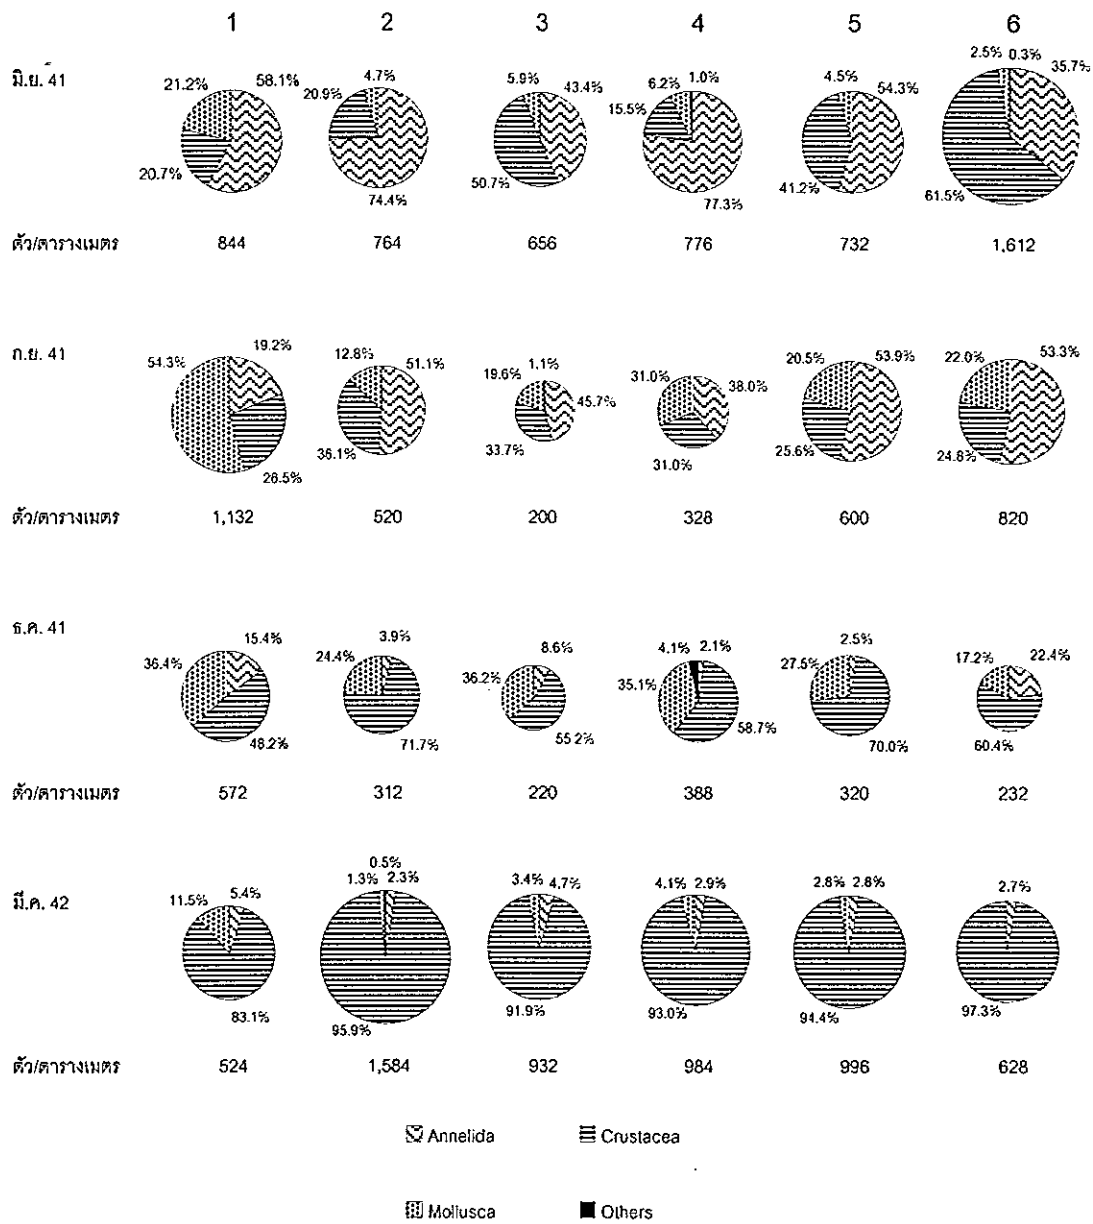 1 2 3 4 5 6
มิ.ย. 41
21.2% 58.1% 20.7%
4.7% 20.9% 74.4%
5.9% 43.4% 50.7%
6.2% 1.0% 15.5% 77.3%
4.5% 54.3% 41.2%
2.5% 0.3% 35.7% 61.5%
ตัว/ตารางเมตร 844 764 656 776 732 1,612
ก.ย. 41
54.3% 19.2% 26.5%
12.8% 51.1% 36.1%
19.6% 1.1% 45.7% 33.7%
31.0% 38.0% 31.0%
20.5% 53.9% 25.6%
22.0% 53.3% 24.8%
ตัว/ตารางเมตร 1,132 520 200 328 600 820
ธ.ค. 41
36.4% 15.4% 48.2%
24.4% 3.9% 71.7%
36.2% 8.6% 55.2%
4.1% 2.1% 35.1% 58.7%
27.5% 2.5% 70.0%
17.2% 22.4% 60.4%
ตัว/ตารางเมตร 572 312 220 388 320 232
มี.ค. 42
11.5% 5.4% 83.1%
0.5% 1.3% 2.3% 95.9%
3.4% 4.7% 91.9%
4.1% 2.9% 93.0%
2.8% 2.8% 94.4%
2.7% 97.3%
ตัว/ตารางเมตร 524 1,584 932 984 996 628
Annelida Crustacea
Mollusca Others